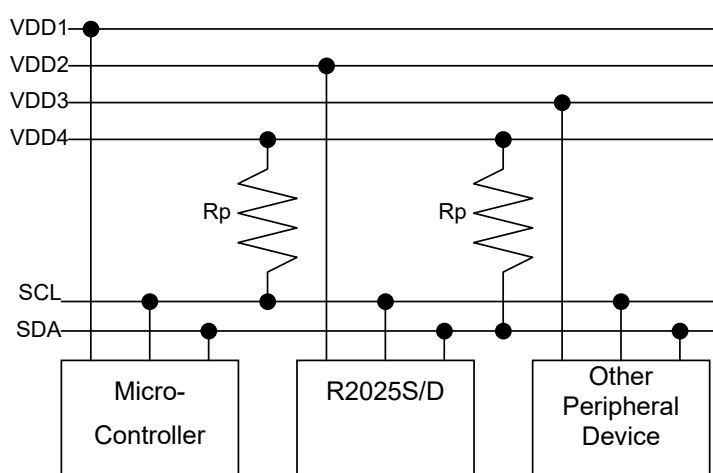 VDD1
VDD2
VDD3
VDD4
Rp
Rp
SCL
SDA
Micro-
Controller
R2025S/D
Other
Peripheral
Device